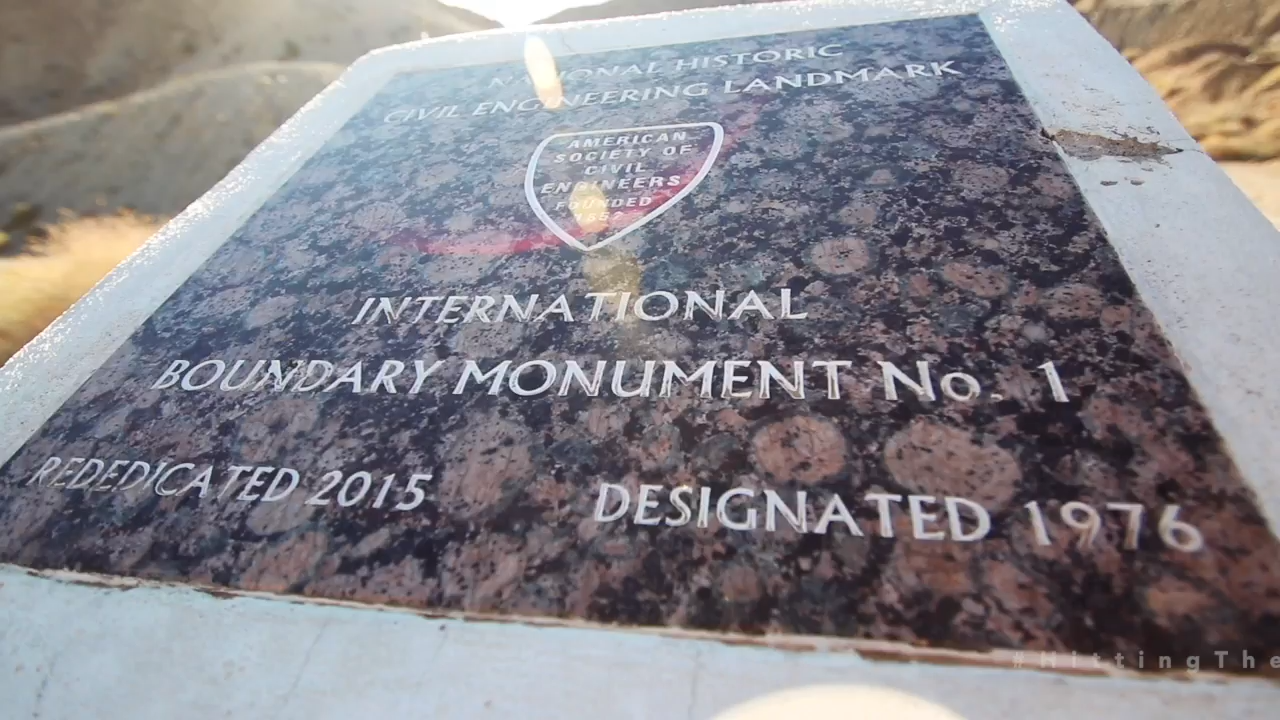 NATIONAL HISTORIC
CIVIL ENGINEERING LANDMARK
AMERICAN
SOCIETY OF
CIVIL
ENGINEERS
FOUNDED
1852
INTERNATIONAL
BOUNDARY MONUMENT No. 1
REDEDICATED 2015 DESIGNATED 1976
#HittingThe